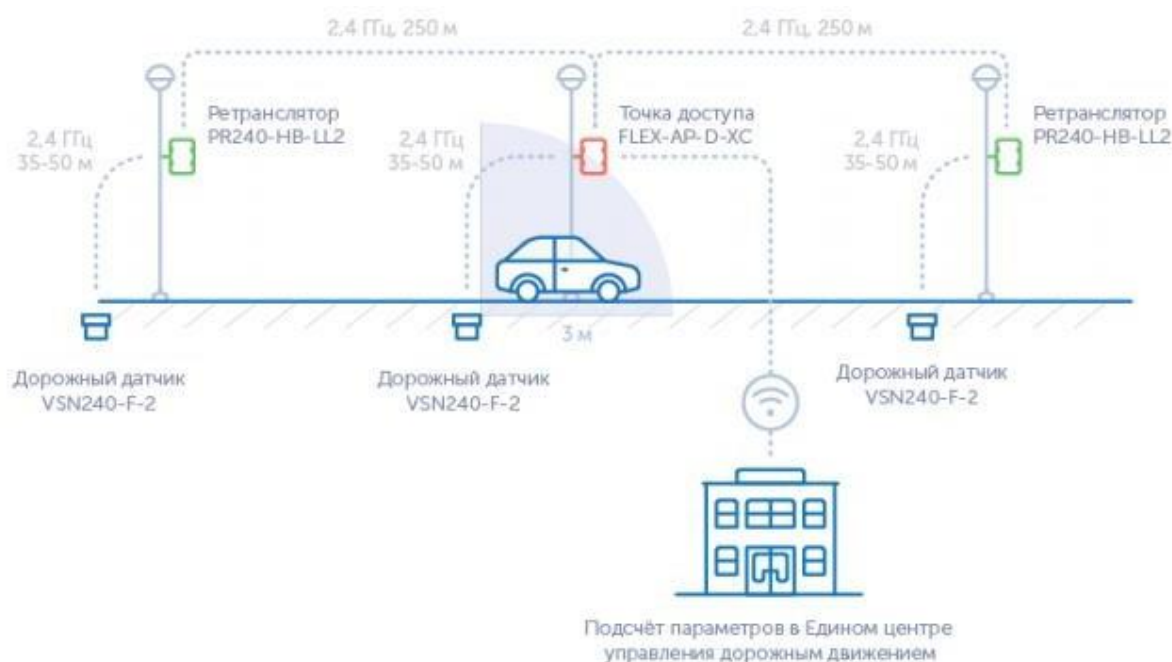 2,4 ГГц, 250 м
2,4 ГГц, 250 м
Ретранслятор
PR240-HB-LL2
2,4 ГГц
35-50 м
Точка доступа
FLEX-AP-D-XC
2,4 ГГц
35-50 м
Ретранслятор
PR240-HB-LL2
2,4 ГГц
35-50 м
3 м
Дорожный датчик
VSN240-F-2
Дорожный датчик
VSN240-F-2
Дорожный датчик
VSN240-F-2
Подсчёт параметров в Едином центре
управления дорожным движением